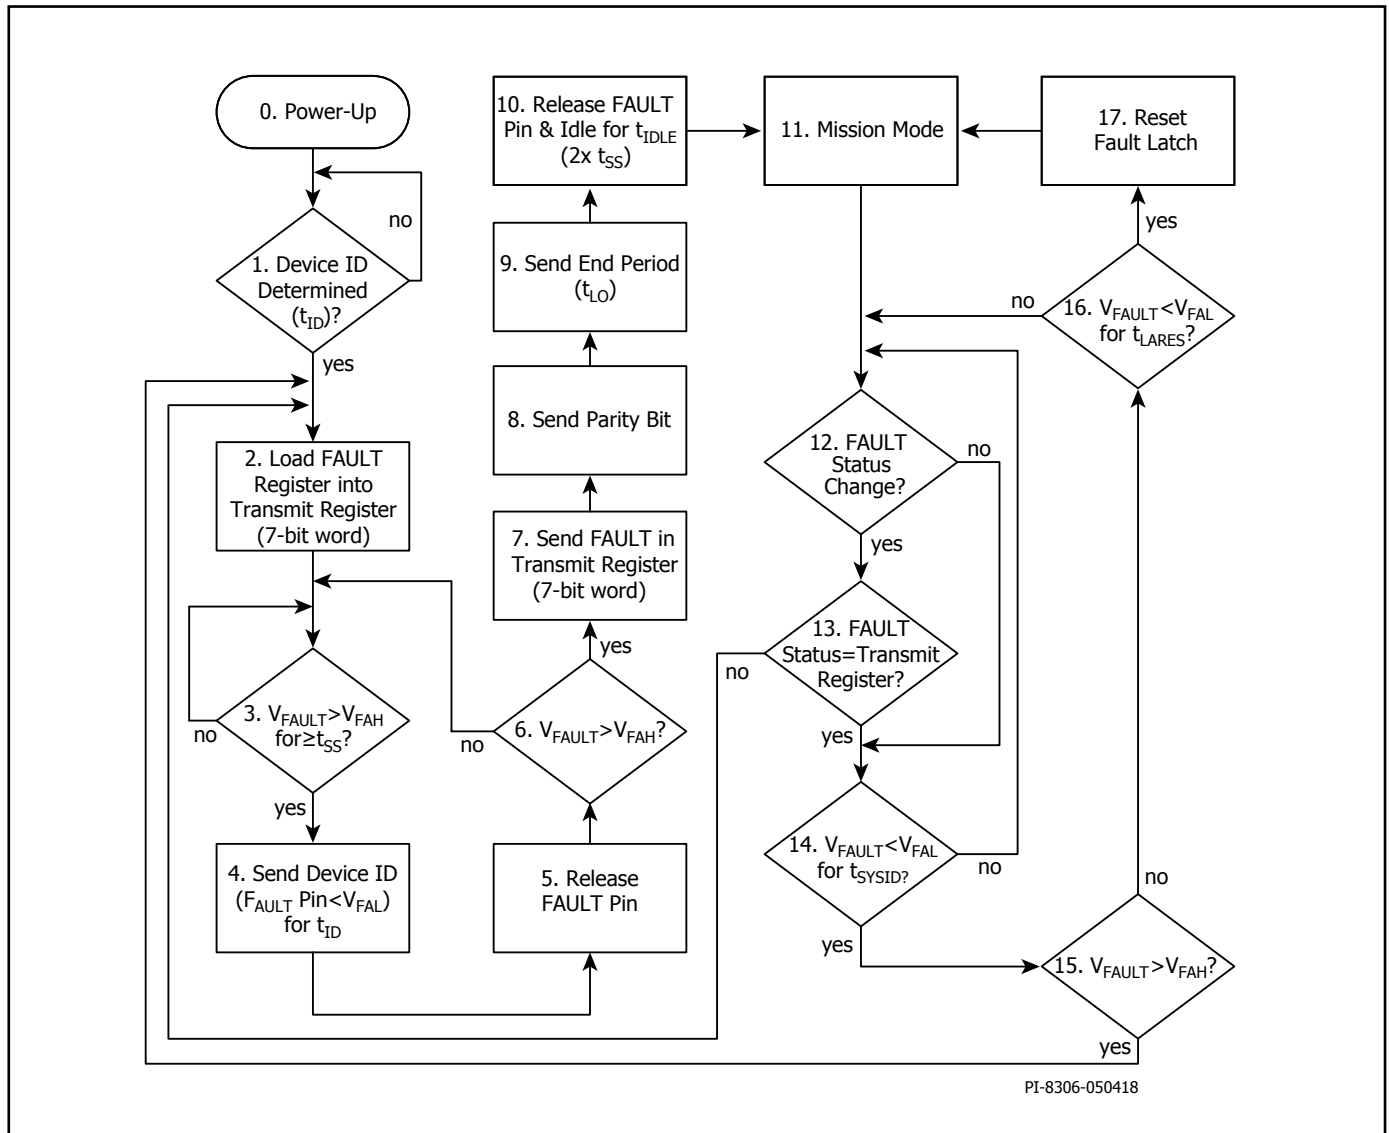 0. Power-Up
no
1. Device ID
Determined
(tID)?
yes
2. Load FAULT
Register into
Transmit Register
(7-bit word)
3. VFAULT>VFAH
for≥tSS?
no
yes
4. Send Device ID
(FAULT Pin<VFAL)
for tID
5. Release
FAULT Pin
6. VFAULT>VFAH?
no
yes
7. Send FAULT in
Transmit Register
(7-bit word)
8. Send Parity Bit
9. Send End Period
(tLO)
10. Release FAULT
Pin & Idle for tIDLE
(2x tSS)
11. Mission Mode
12. FAULT
Status
Change?
no
yes
13. FAULT
Status=Transmit
Register?
no
yes
14. VFAULT<VFAL
for tSYSID?
no
yes
15. VFAULT>VFAH?
no
yes
16. VFAULT<VFAL
for tLARES?
no
yes
17. Reset
Fault Latch
PI-8306-050418